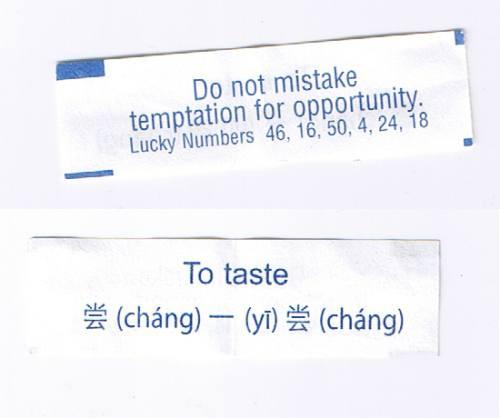 Do not mistake
temptation for opportunity.
Lucky Numbers 46, 16, 50, 4, 24, 18
To taste
尝 (cháng) 一 (yī) 尝 (cháng)